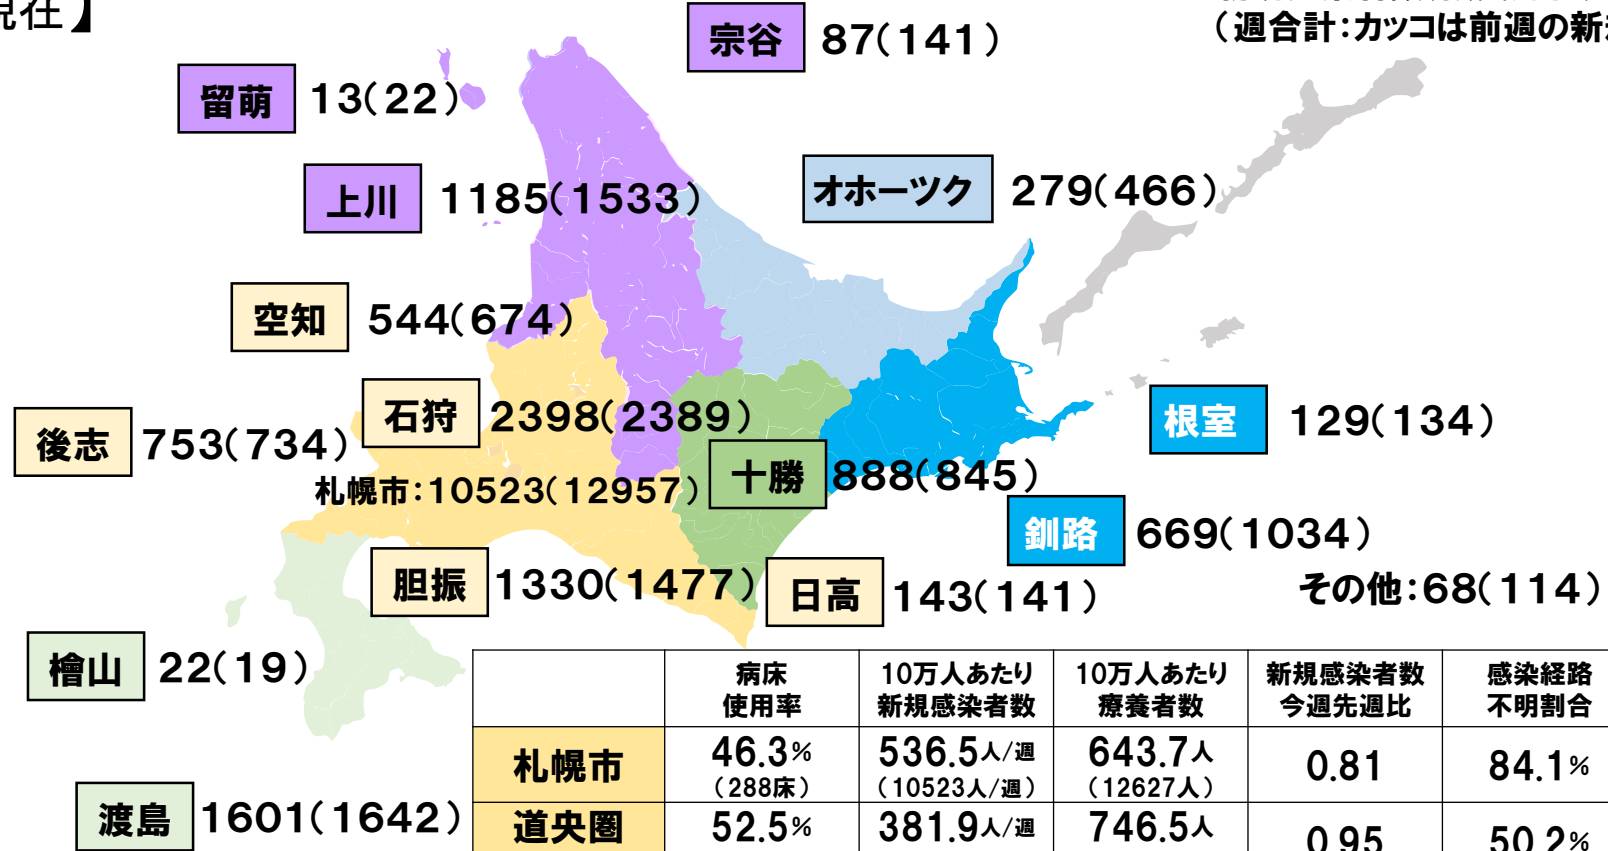 現在】
（週合計：カッコは前週の新
宗谷 87(141)
留萌 13(22)
上川 1185(1533)
オホーツク 279(466)
空知 544(674)
石狩 2398(2389)
後志 753(734)
根室 129(134)
十勝 888(845)
札幌市：10523(12957)
釧路 669(1034)
胆振 1330(1477)
日高 143(141)
その他：68(114)
檜山 22(19)
渡島 1601(1642)
病床 10万人あたり 10万人あたり 新規感染者数 感染経路
使用率 新規感染者数 療養者数 今週先週比 不明割合
札幌市 46.3% 536.5人/週 643.7人 0.81 84.1%
（288床） （10523人/週） （12627人）
道央圏 52.5% 381.9人/週 746.5人 0.95 50.2%